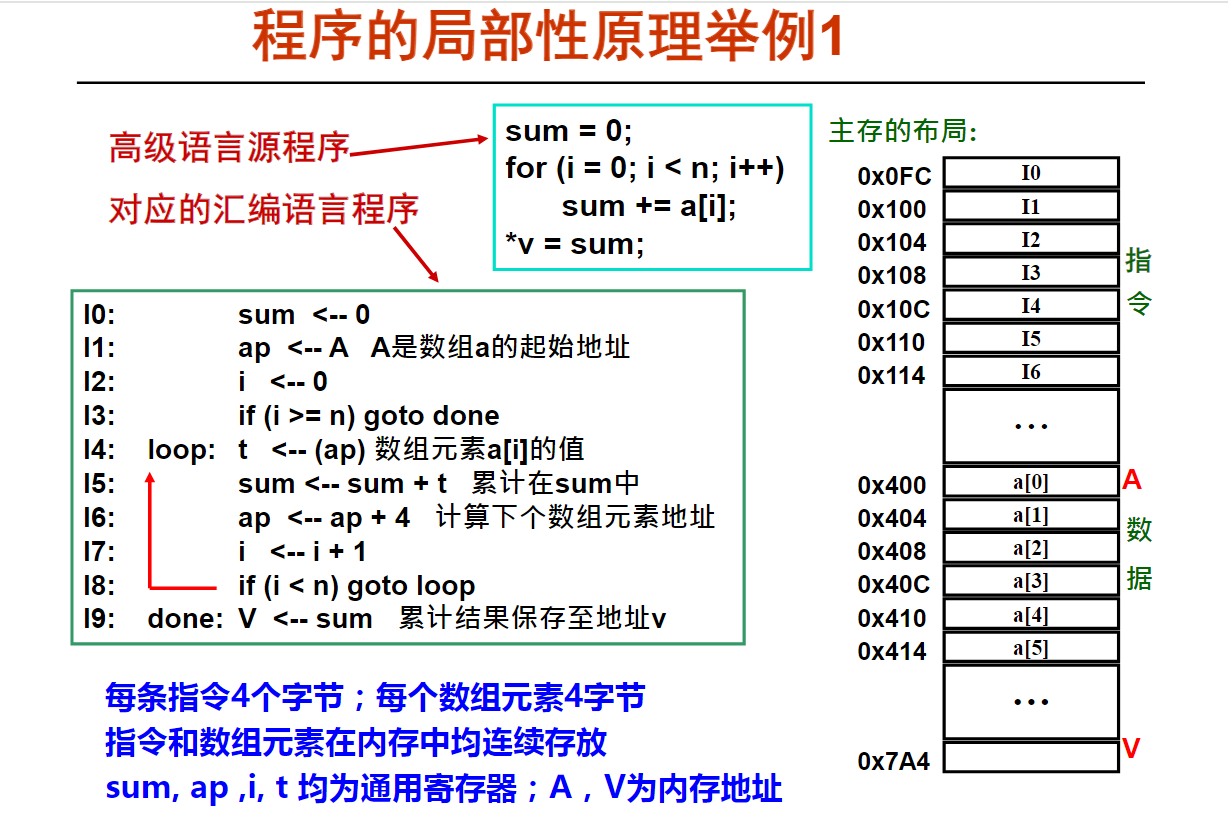 程序的局部性原理举例1
高级语言源程序
对应的汇编语言程序
sum = 0;
for (i = 0; i < n; i++)
sum += a[i];
*v = sum;
I0: sum <-- 0
I1: ap <-- A A是数组a的起始地址
I2: i <-- 0
I3: if (i >= n) goto done
I4: loop: t <-- (ap) 数组元素a[i]的值
I5: sum <-- sum + t 累计在sum中
I6: ap <-- ap + 4 计算下个数组元素地址
I7: i <-- i + 1
I8: if (i < n) goto loop
I9: done: V <-- sum 累计结果保存至地址v
每条指令4个字节；每个数组元素4字节
指令和数组元素在内存中均连续存放
sum, ap ,i, t 均为通用寄存器；A，V为内存地址
主存的布局:
0x0FC I0
0x100 I1
0x104 I2
0x108 I3
0x10C I4
0x110 I5
0x114 I6
···
指令
0x400 a[0] A
0x404 a[1]
0x408 a[2]
0x40C a[3]
0x410 a[4]
0x414 a[5]
···
数据
0x7A4 V